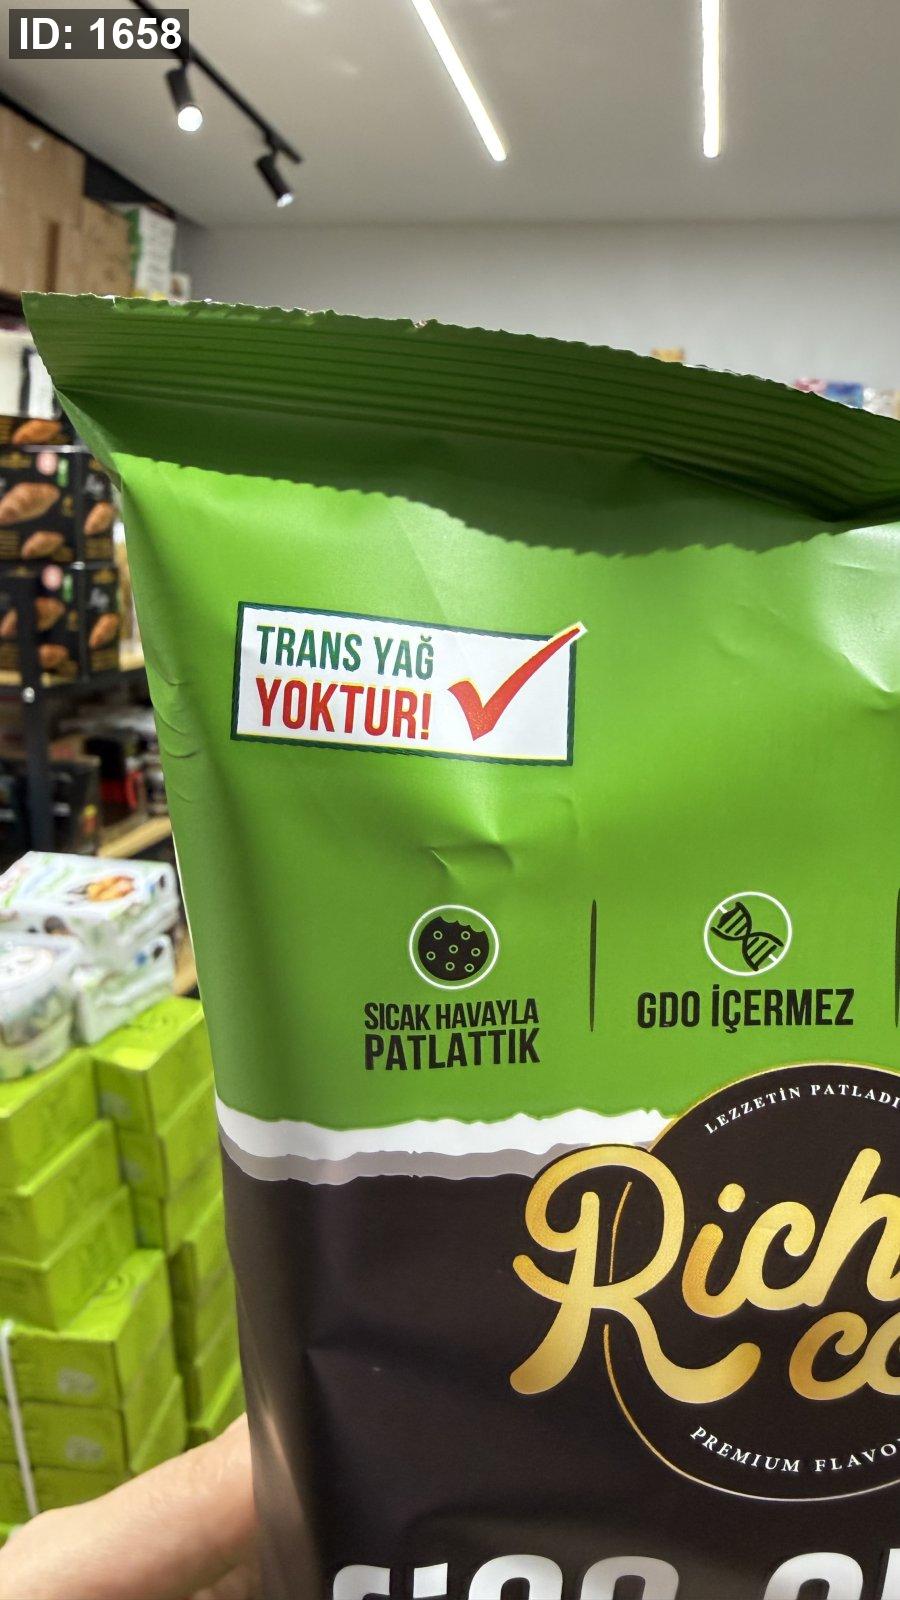 ID: 1658
TRANS YAĞ
YOKTUR!
SICAK HAVAYLA
PATLATTIK
GDO İÇERMEZ
LEZZETİN PATLADI
Rich
co
PREMIUM FLAVO